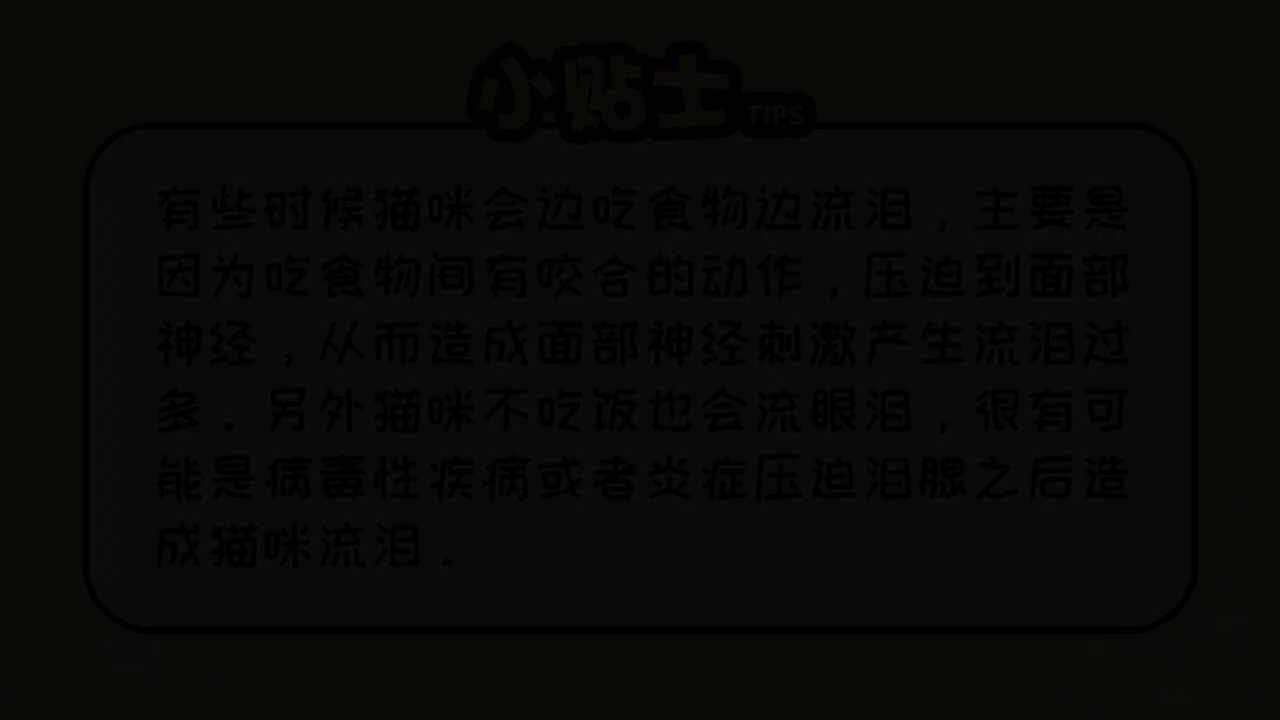 小贴士 TIPS
有些时候猫咪会边吃食物边流泪，主要是
因为吃食物间有咬合的动作，压迫到面部
神经，从而造成面部神经刺激产生流泪过
多．另外猫咪不吃饭也会流眼泪，很有可
能是病毒性疾病或者炎症压迫泪腺之后造
成猫咪流泪．